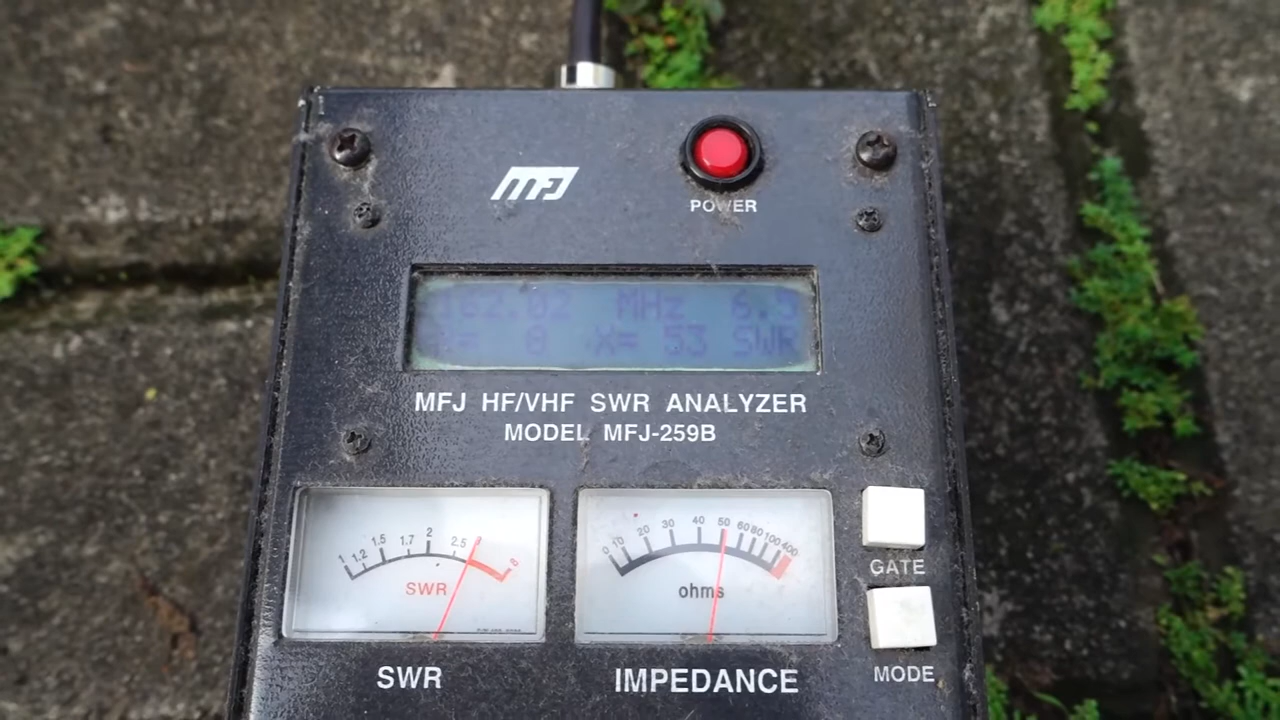 MFJ
POWER
162.02 MHz 6.5
R= 0 X= 53 SWR
MFJ HF/VHF SWR ANALYZER
MODEL MFJ-259B
1 1.2 1.5 1.7 2 2.5 3
SWR
0 10 20 30 40 50 60 80 100 400
ohms
GATE
SWR
IMPEDANCE
MODE